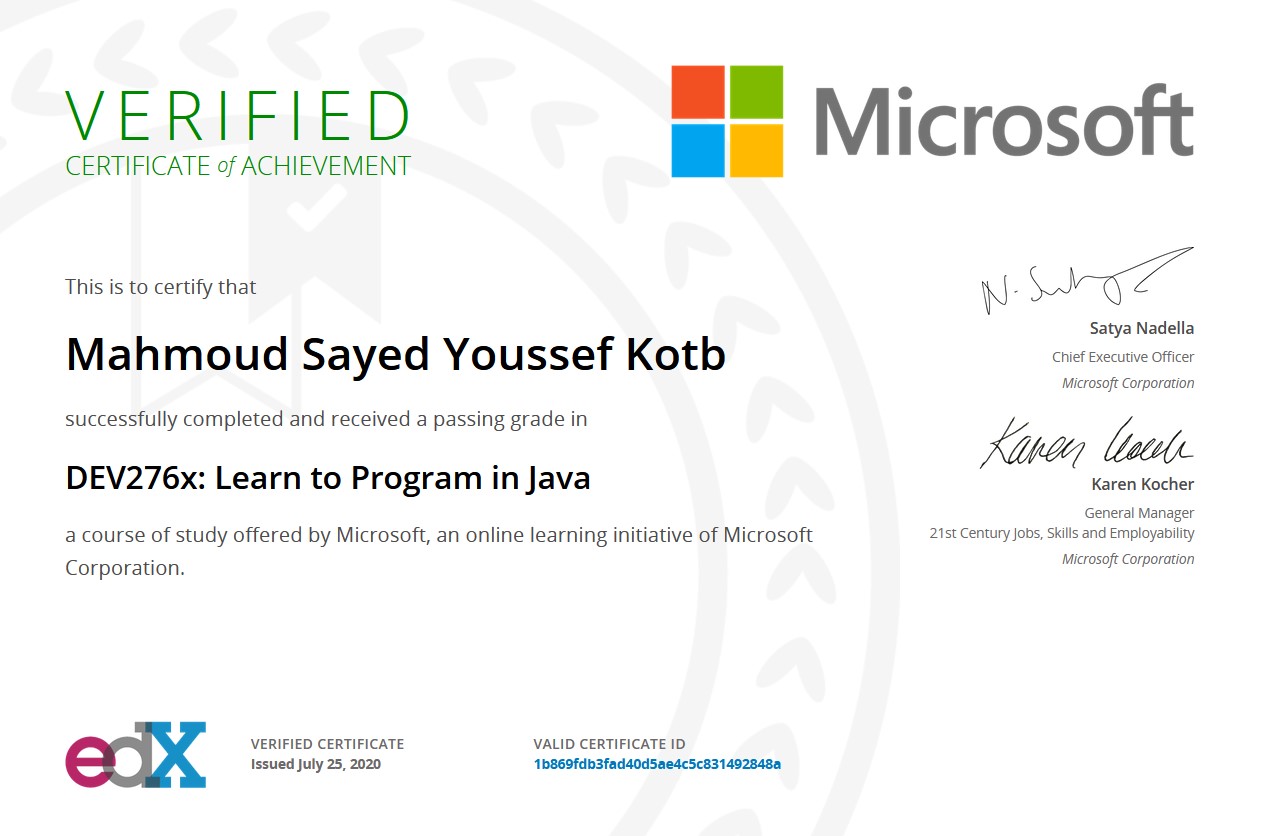 VERIFIED
CERTIFICATE of ACHIEVEMENT
Microsoft
This is to certify that
Mahmoud Sayed Youssef Kotb
successfully completed and received a passing grade in
DEV276x: Learn to Program in Java
a course of study offered by Microsoft, an online learning initiative of Microsoft
Corporation.
Satya Nadella
Chief Executive Officer
Microsoft Corporation
Karen Kocher
General Manager
21st Century Jobs, Skills and Employability
Microsoft Corporation
edX
VERIFIED CERTIFICATE
Issued July 25, 2020
VALID CERTIFICATE ID
1b869fdb3fad40d5ae4c5c831492848a